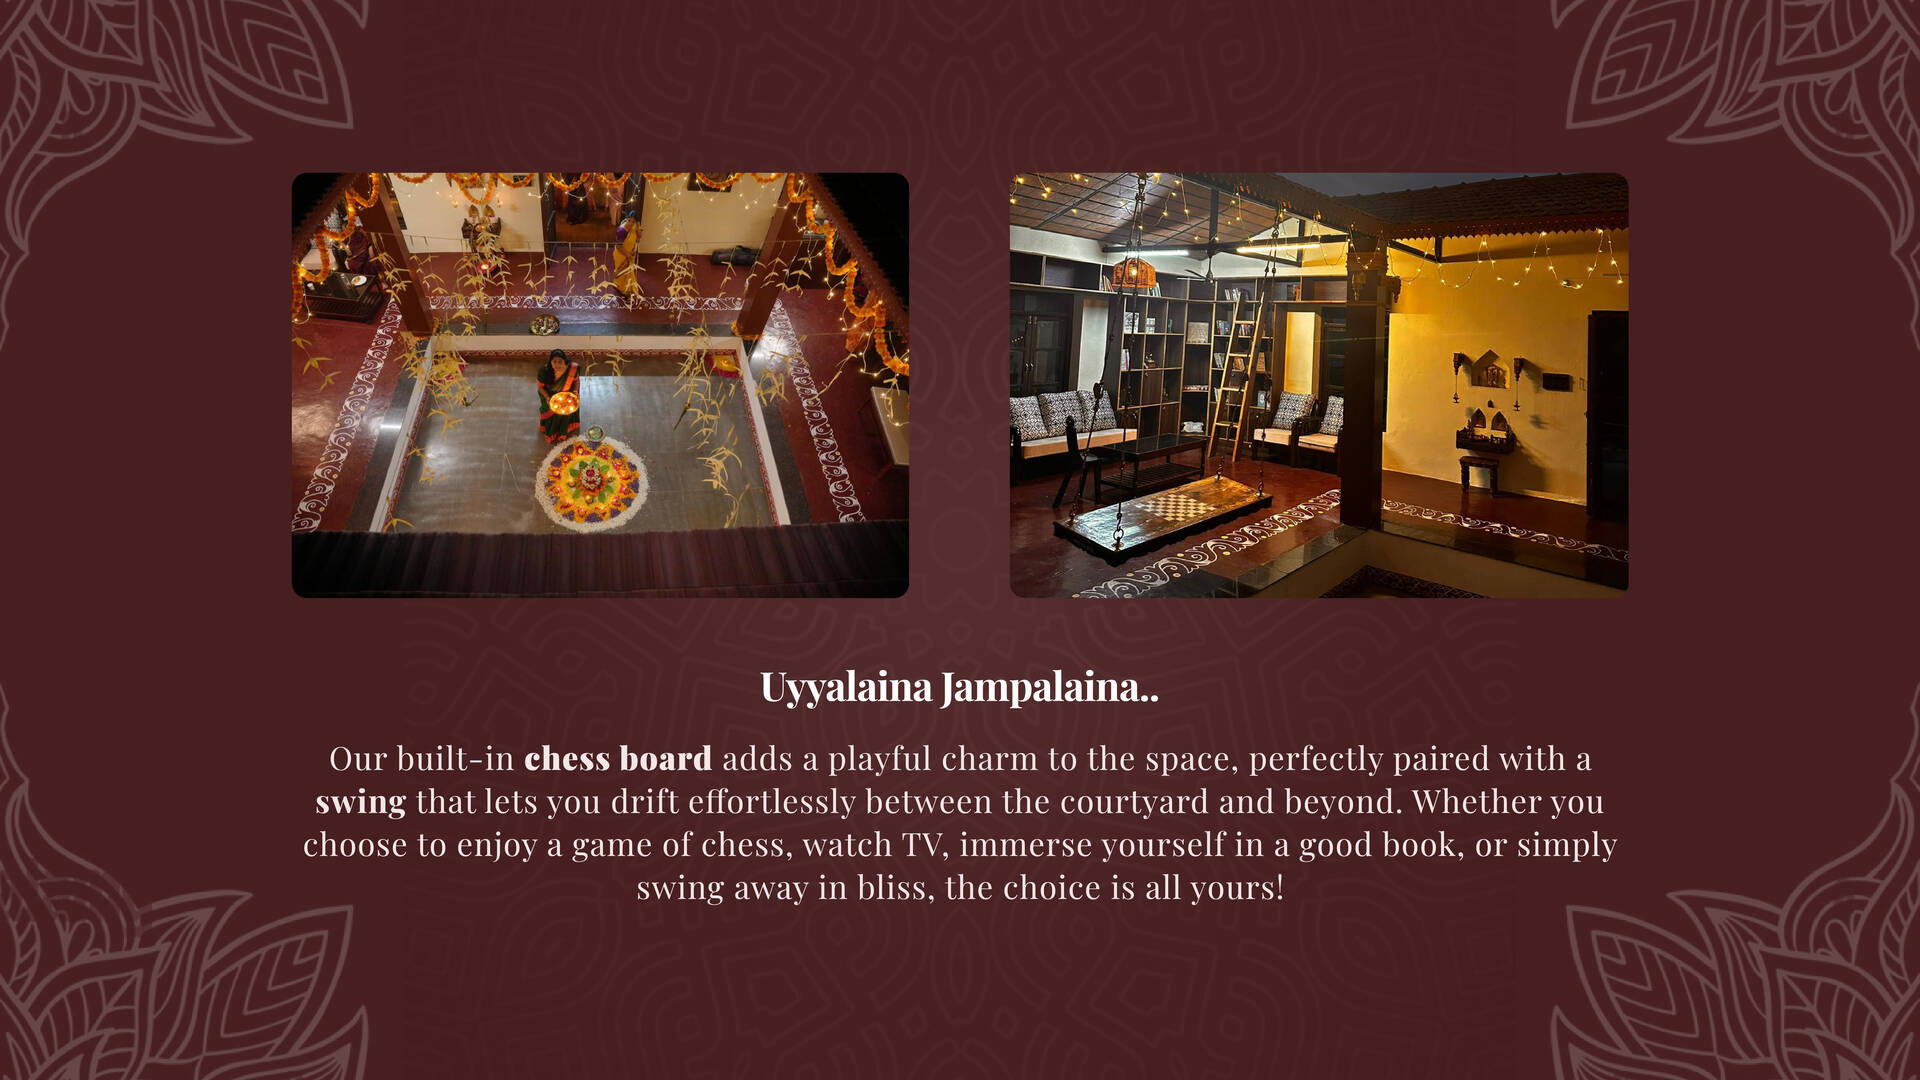 Uyyalaina Jampalaina..
Our built-in chess board adds a playful charm to the space, perfectly paired with a
swing that lets you drift effortlessly between the courtyard and beyond. Whether you
choose to enjoy a game of chess, watch TV, immerse yourself in a good book, or simply
swing away in bliss, the choice is all yours!